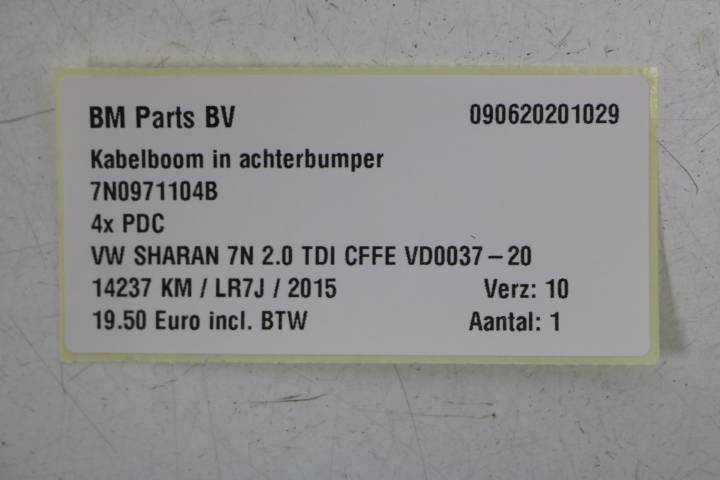 BM Parts BV 090620201029
Kabelboom in achterbumper
7N0971104B
4x PDC
VW SHARAN 7N 2.0 TDI CFFE VD0037-20
14237 KM / LR7J / 2015 Verz: 10
19.50 Euro incl. BTW Aantal: 1